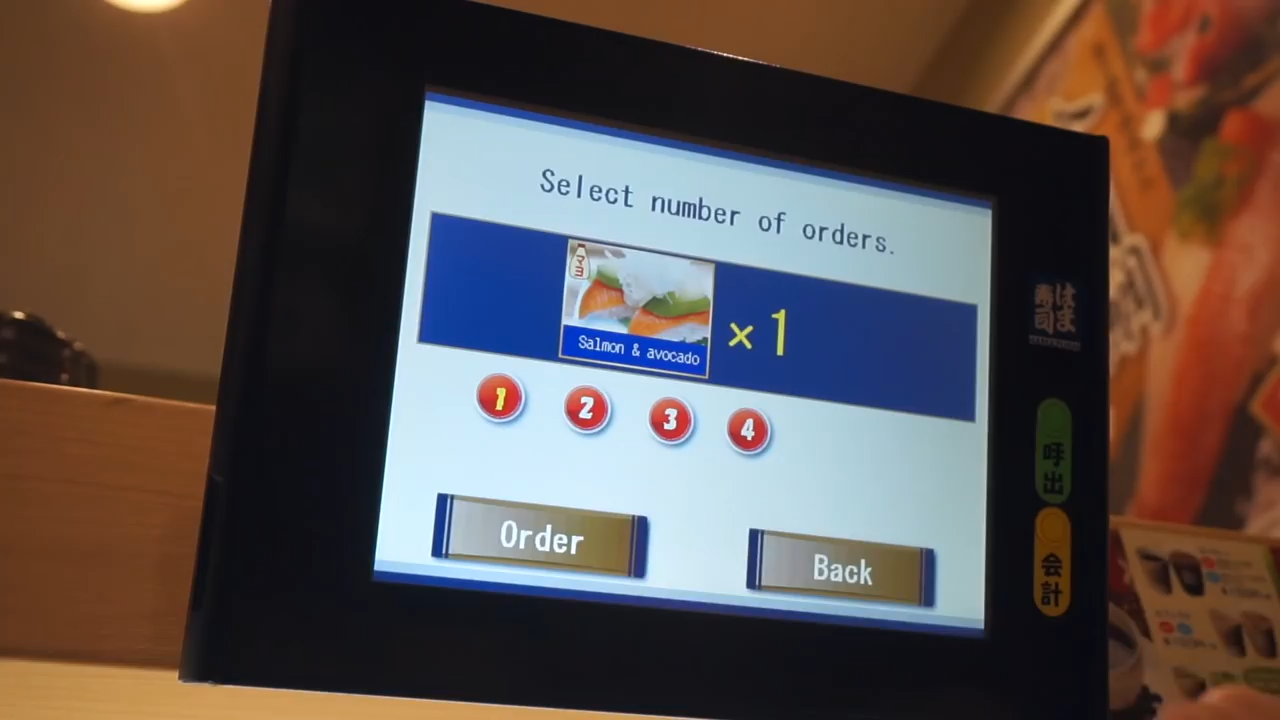 Select number of orders.
マヨ
Salmon & avocado
× 1
1 2 3 4
Order
Back
はま
寿司
呼出
会計